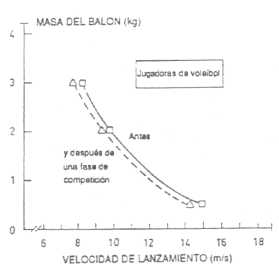 MASA DEL BALON (kg)
4
Jugadoras de voleibol
3
Antes
2
y después de
una fase de
competición
1
0
6 8 10 12 14 16 18
VELOCIDAD DE LANZAMIENTO (m/s)